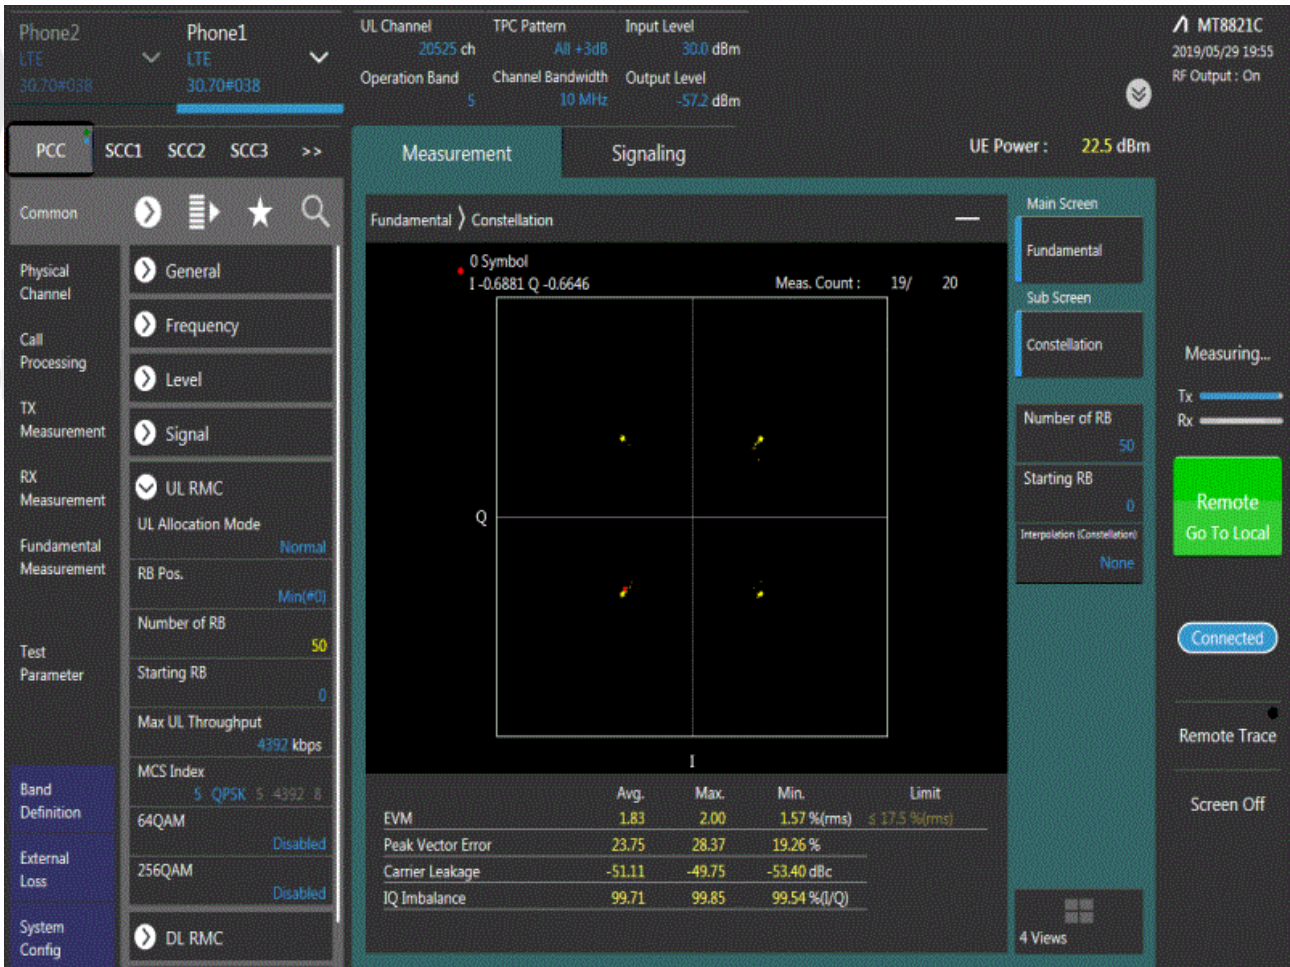 Phone2
LTE
30.70#038
Phone1
LTE
30.70#038
UL Channel
20525 ch
TPC Pattern
All +3dB
Input Level
30.0 dBm
Operation Band
5
Channel Bandwidth
10 MHz
Output Level
-57.2 dBm
MT8821C
2019/05/29 19:55
RF Output : On
PCC SCC1 SCC2 SCC3 >>
Measurement
Signaling
UE Power : 22.5 dBm
Common
Physical
Channel
Call
Processing
TX
Measurement
RX
Measurement
Fundamental
Measurement
Test
Parameter
Band
Definition
External
Loss
System
Config
General
Frequency
Level
Signal
UL RMC
UL Allocation Mode
Normal
RB Pos.
Min(#0)
Number of RB
50
Starting RB
0
Max UL Throughput
4392 kbps
MCS Index
5 QPSK 5 4392 8
64QAM
Disabled
256QAM
Disabled
DL RMC
Fundamental 〉 Constellation
0 Symbol
I -0.6881 Q -0.6646
Meas. Count : 19/ 20
Q
I
Avg. Max. Min. Limit
EVM 1.83 2.00 1.57 %(rms) ≤ 17.5 %(rms)
Peak Vector Error 23.75 28.37 19.26 %
Carrier Leakage -51.11 -49.75 -53.40 dBc
IQ Imbalance 99.71 99.85 99.54 %(I/Q)
Main Screen
Fundamental
Sub Screen
Constellation
Number of RB
50
Starting RB
0
Interpolation (Constellation)
None
4 Views
Measuring...
Tx
Rx
Remote
Go To Local
Connected
Remote Trace
Screen Off